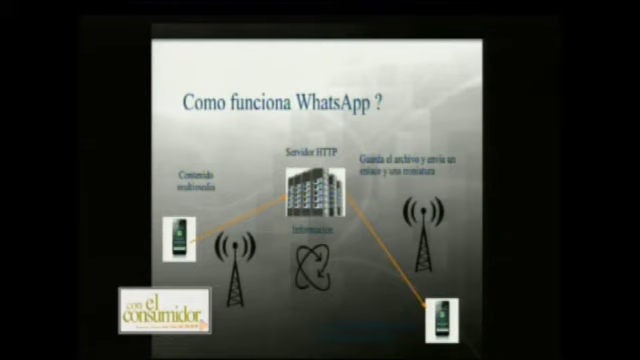 Como funciona WhatsApp ?
Servidor HTTP
Guarda el archivo y envía un
enlace y una miniatura
Contenido
multimedia
Información
con el
consumidor